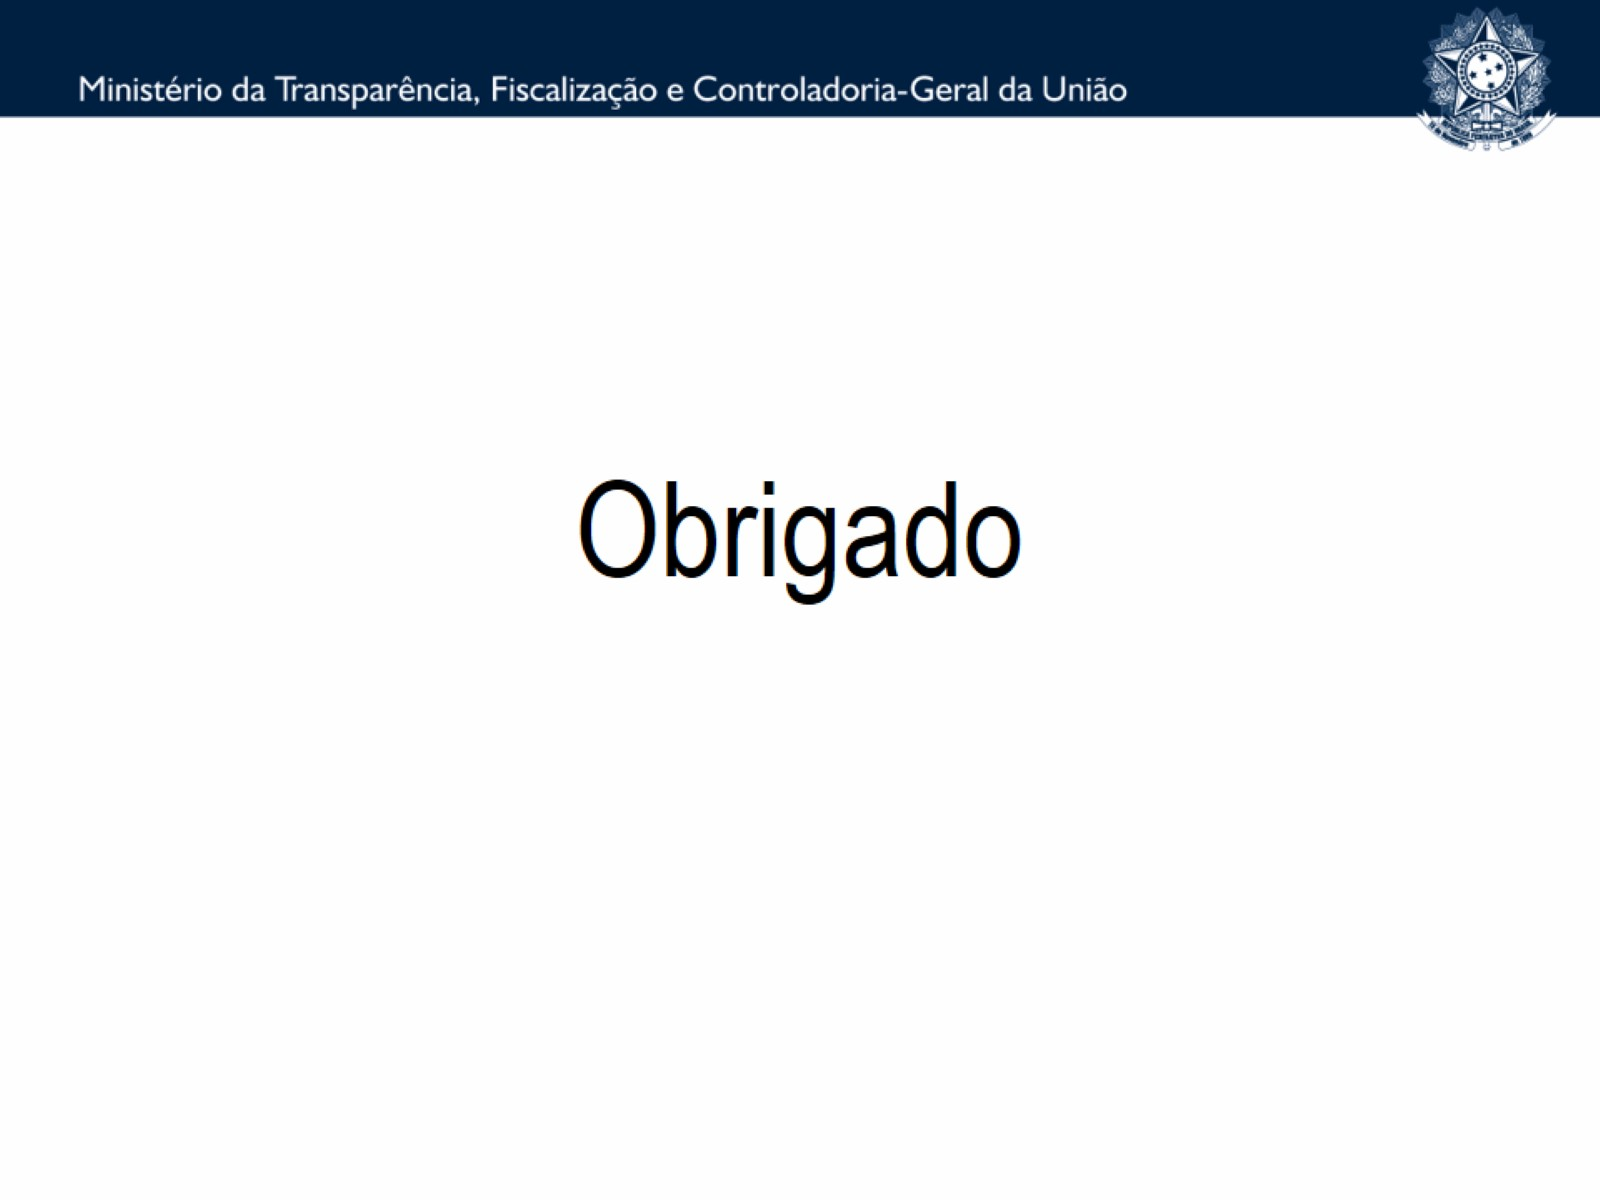 Ministério da Transparência, Fiscalização e Controladoria-Geral da União
Obrigado